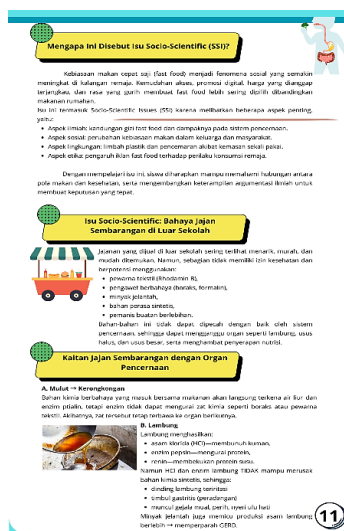 Mengapa Ini Disebut Isu Socio-Scientific (SSI)?
Kebiasaan makan cepat saji (fast food) menjadi fenomena sosial yang semakin
meningkat di kalangan remaja. Kemudahan akses, promosi digital, harga yang dianggap
terjangkau, dan rasa yang gurih membuat fast food lebih sering dipilih dibandingkan
makanan rumahan.
Isu ini termasuk Socio-Scientific Issues (SSI) karena melibatkan beberapa aspek penting,
yaitu:
• Aspek ilmiah: kandungan gizi fast food dan dampaknya pada sistem pencernaan.
• Aspek sosial: perubahan kebiasaan makan dalam keluarga dan masyarakat.
• Aspek lingkungan: limbah plastik dan pencemaran akibat kemasan sekali pakai.
• Aspek etika: pengaruh iklan fast food terhadap perilaku konsumsi remaja.
Dengan mempelajari isu ini, siswa diharapkan mampu memahami hubungan antara
pola makan dan kesehatan, serta mengembangkan keterampilan argumentasi ilmiah untuk
membuat keputusan yang tepat.
Isu Socio-Scientific: Bahaya Jajan
Sembarangan di Luar Sekolah
Jajanan yang dijual di luar sekolah sering terlihat menarik, murah, dan
mudah ditemukan. Namun, sebagian tidak memiliki izin kesehatan dan
berpotensi menggunakan:
• pewarna tekstil (Rhodamin B),
• pengawet berbahaya (boraks, formalin),
• minyak jelantah,
• bahan perasa sintetis,
• pemanis buatan berlebihan.
Bahan-bahan ini tidak dapat dipecah dengan baik oleh sistem
pencernaan, sehingga dapat mengganggu organ seperti lambung, usus
halus, dan usus besar, serta menghambat penyerapan nutrisi.
Kaitan Jajan Sembarangan dengan Organ
Pencernaan
A. Mulut → Kerongkongan
Bahan kimia berbahaya yang masuk bersama makanan akan langsung terkena air liur dan
enzim ptialin, tetapi enzim tidak dapat mengurai zat kimia seperti boraks atau pewarna
tekstil. Akibatnya, zat tersebut tetap terbawa ke organ berikutnya.
B. Lambung
Lambung menghasilkan:
• asam klorida (HCl)—membunuh kuman,
• enzim pepsin—mengurai protein,
• renin—membekukan protein susu.
Namun HCl dan enzim lambung TIDAK mampu merusak
bahan kimia sintetis, sehingga:
• dinding lambung teriritasi
• timbul gastritis (peradangan)
• muncul gejala mual, perih, nyeri ulu hati
Minyak jelantah juga memicu produksi asam lambung
berlebih → memperparah GERD.
11